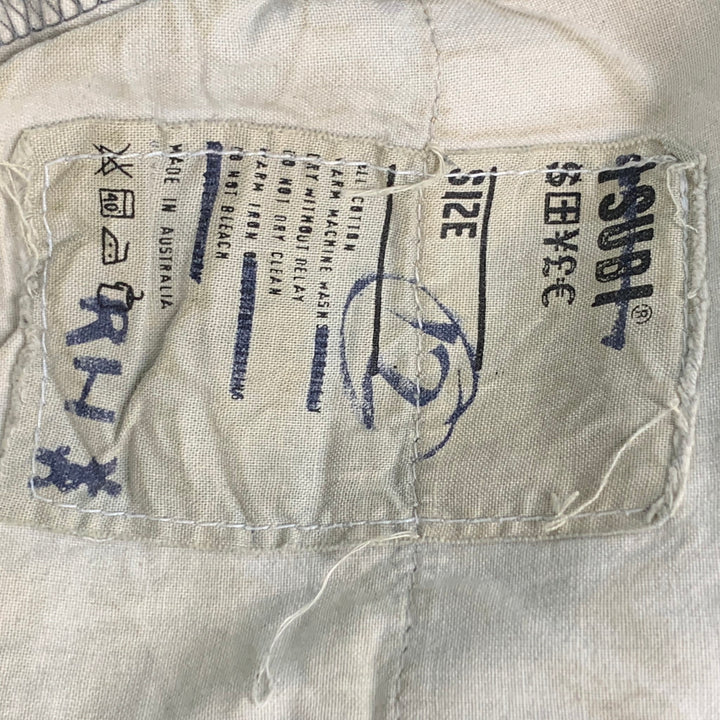 TSUBI®
$⊞¥£€
SIZE
ALL COTTON
WARM MACHINE WASH
DRY WITHOUT DELAY
DO NOT DRY CLEAN
WARM IRON
DO NOT BLEACH
MADE IN AUSTRALIA
40
RH